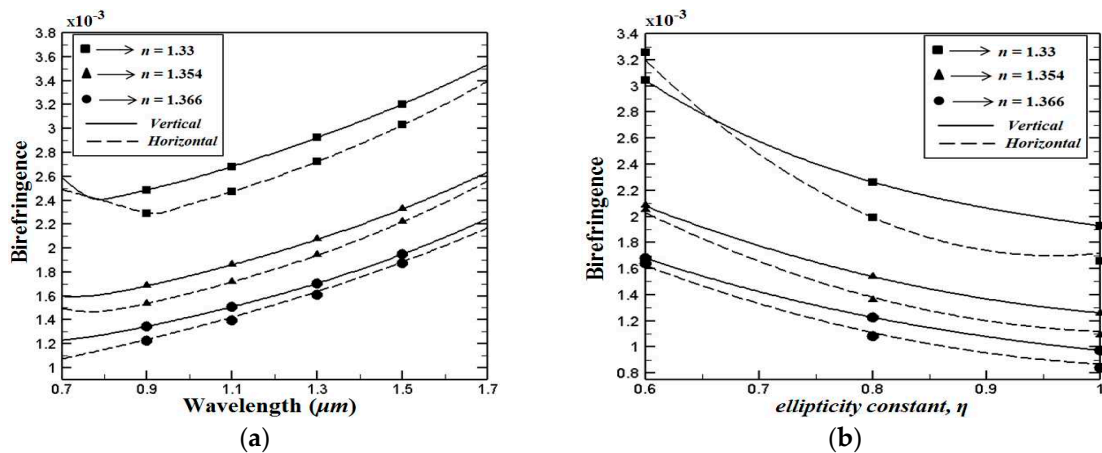 x10⁻³
3.8
3.6
3.4
3.2
3
2.8
2.6
2.4
2.2
2
1.8
1.6
1.4
1.2
1
Birefringence
n = 1.33
n = 1.354
n = 1.366
Vertical
Horizontal
0.7 0.9 1.1 1.3 1.5 1.7
Wavelength (μm)
(a)
x10⁻³
3.4
3.2
3
2.8
2.6
2.4
2.2
2
1.8
1.6
1.4
1.2
1
0.8
Birefringence
n = 1.33
n = 1.354
n = 1.366
Vertical
Horizontal
0.6 0.7 0.8 0.9 1
ellipticity constant, η
(b)